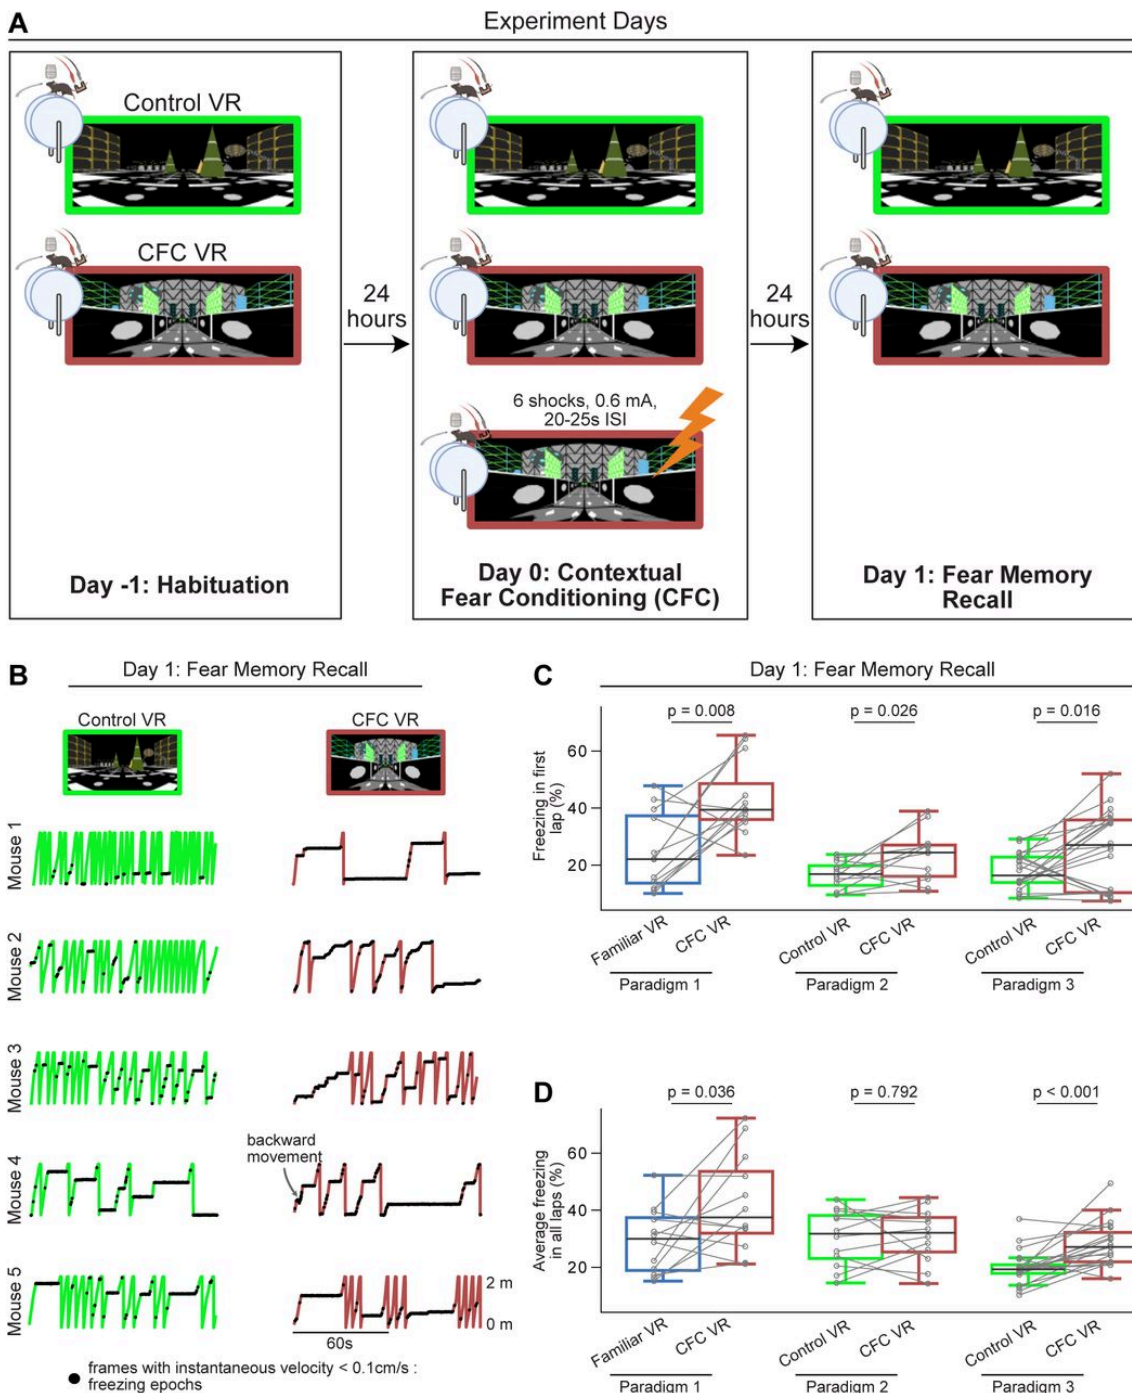 A
Experiment Days
Control VR
CFC VR
24
hours
24
hours
6 shocks, 0.6 mA,
20-25s ISI
Day -1: Habituation
Day 0: Contextual
Fear Conditioning (CFC)
Day 1: Fear Memory
Recall
B
Day 1: Fear Memory Recall
Control VR
CFC VR
Mouse 1
Mouse 2
Mouse 3
Mouse 4
backward
movement
Mouse 5
2 m
0 m
60s
frames with instantaneous velocity < 0.1cm/s :
freezing epochs
C
Day 1: Fear Memory Recall
p = 0.008
p = 0.026
p = 0.016
Freezing in first
lap (%)
60
40
20
Familiar VR
CFC VR
Control VR
CFC VR
Control VR
CFC VR
Paradigm 1
Paradigm 2
Paradigm 3
D
p = 0.036
p = 0.792
p < 0.001
Average freezing
in all laps (%)
60
40
20
Familiar VR
CFC VR
Control VR
CFC VR
Control VR
CFC VR
Paradigm 1
Paradigm 2
Paradigm 3